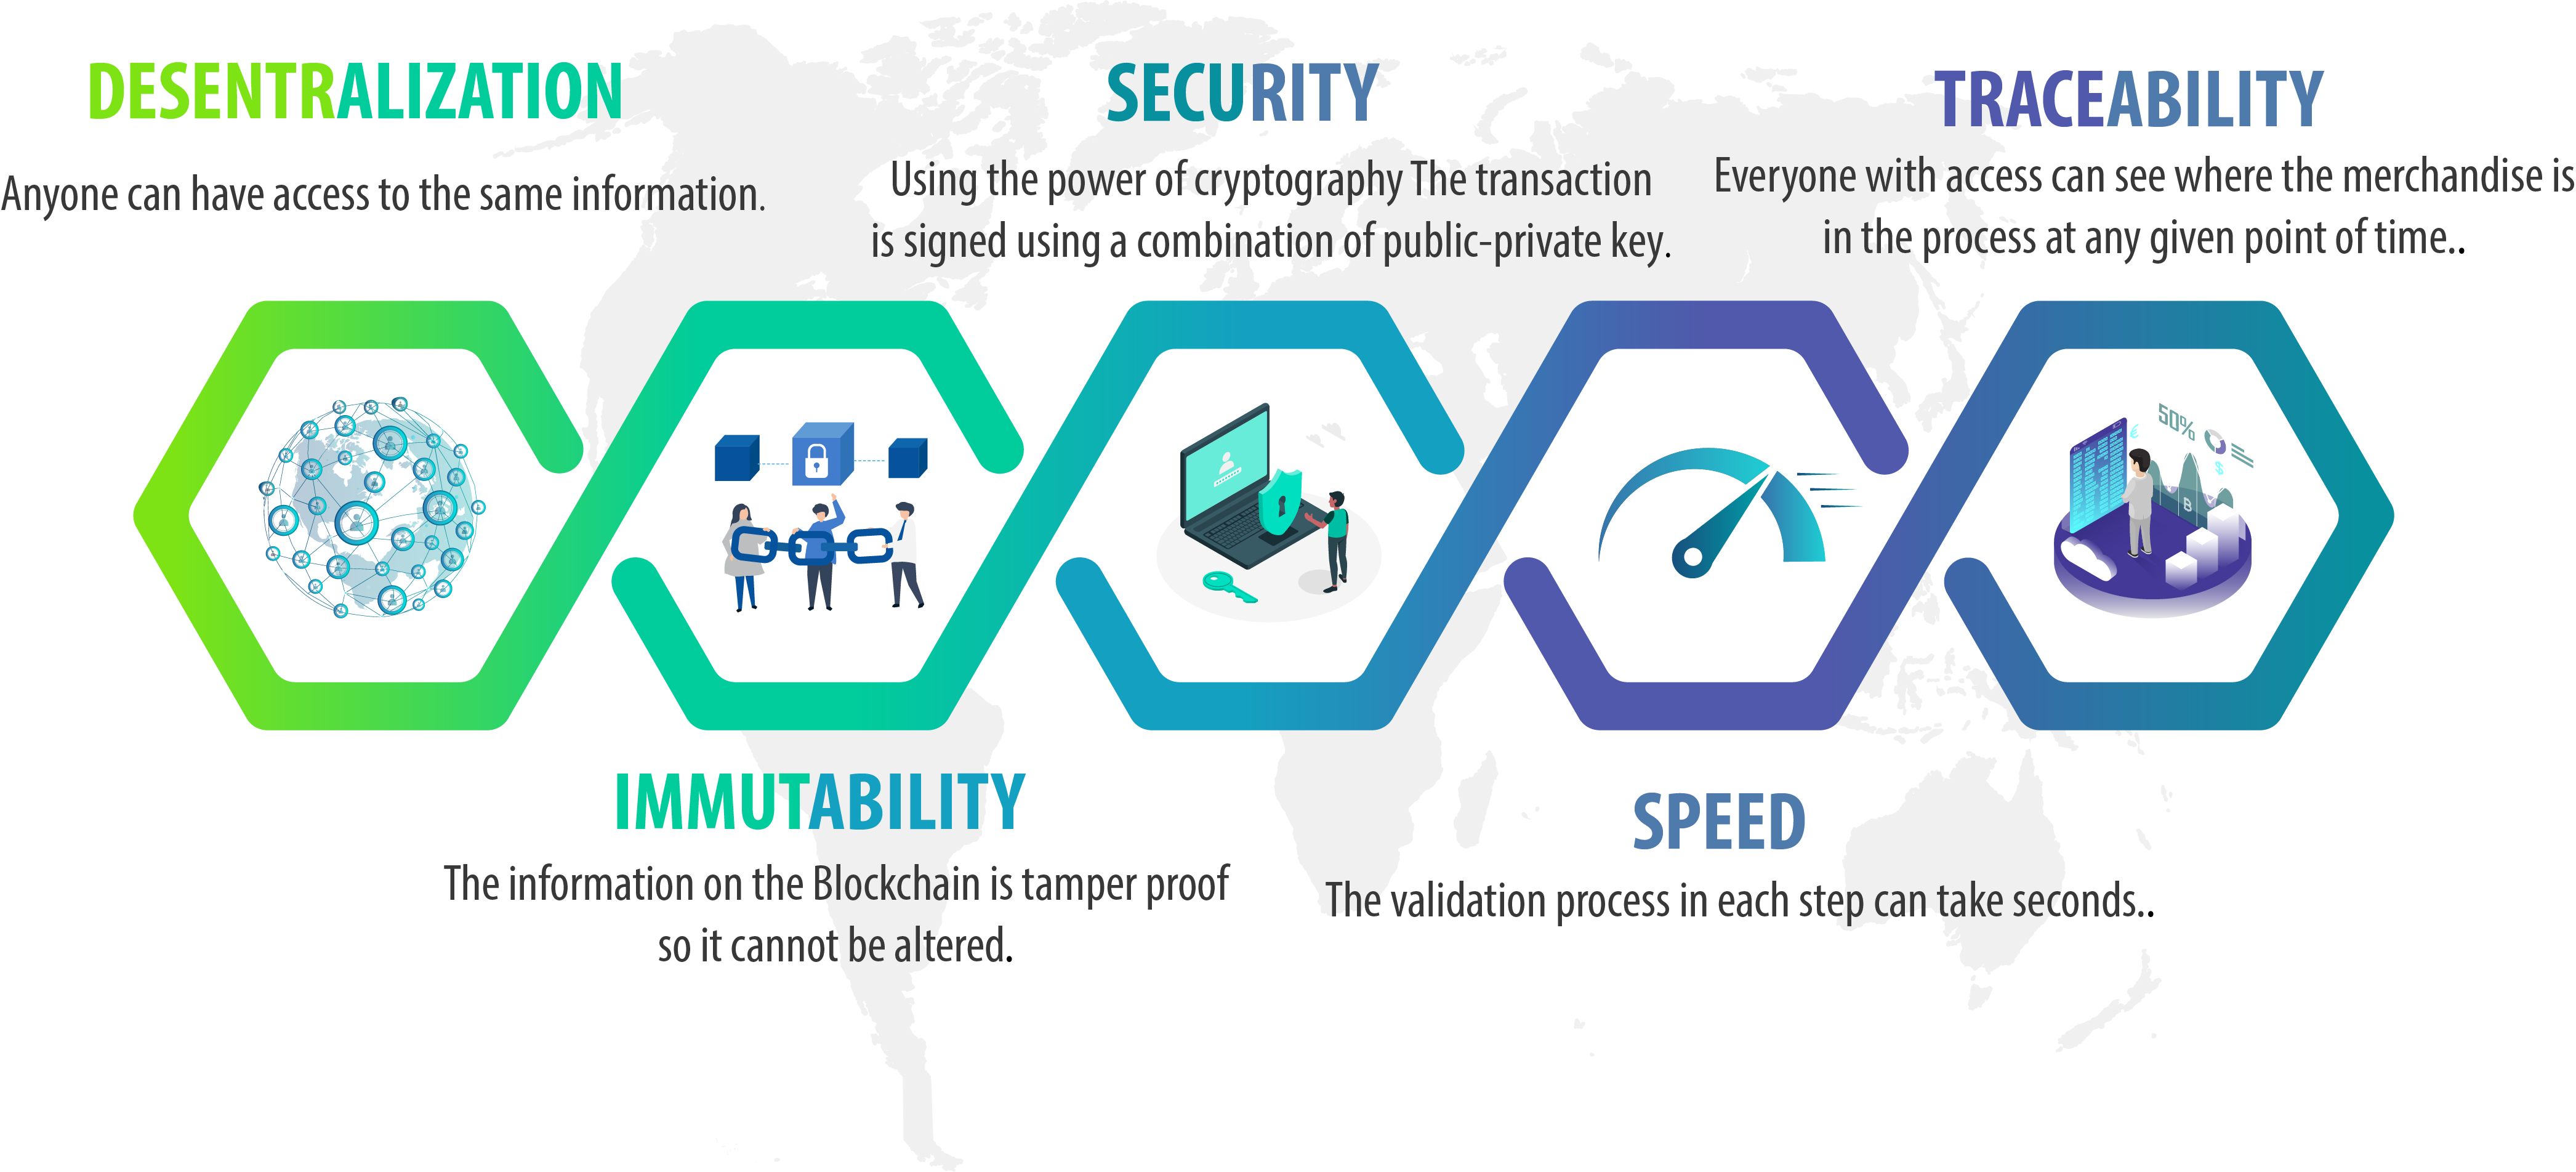 DESENTRALIZATION
Anyone can have access to the same information.
SECURITY
Using the power of cryptography The transaction
is signed using a combination of public-private key.
TRACEABILITY
Everyone with access can see where the merchandise is
in the process at any given point of time..
50%
€
$
B
IMMUTABILITY
The information on the Blockchain is tamper proof
so it cannot be altered.
SPEED
The validation process in each step can take seconds..